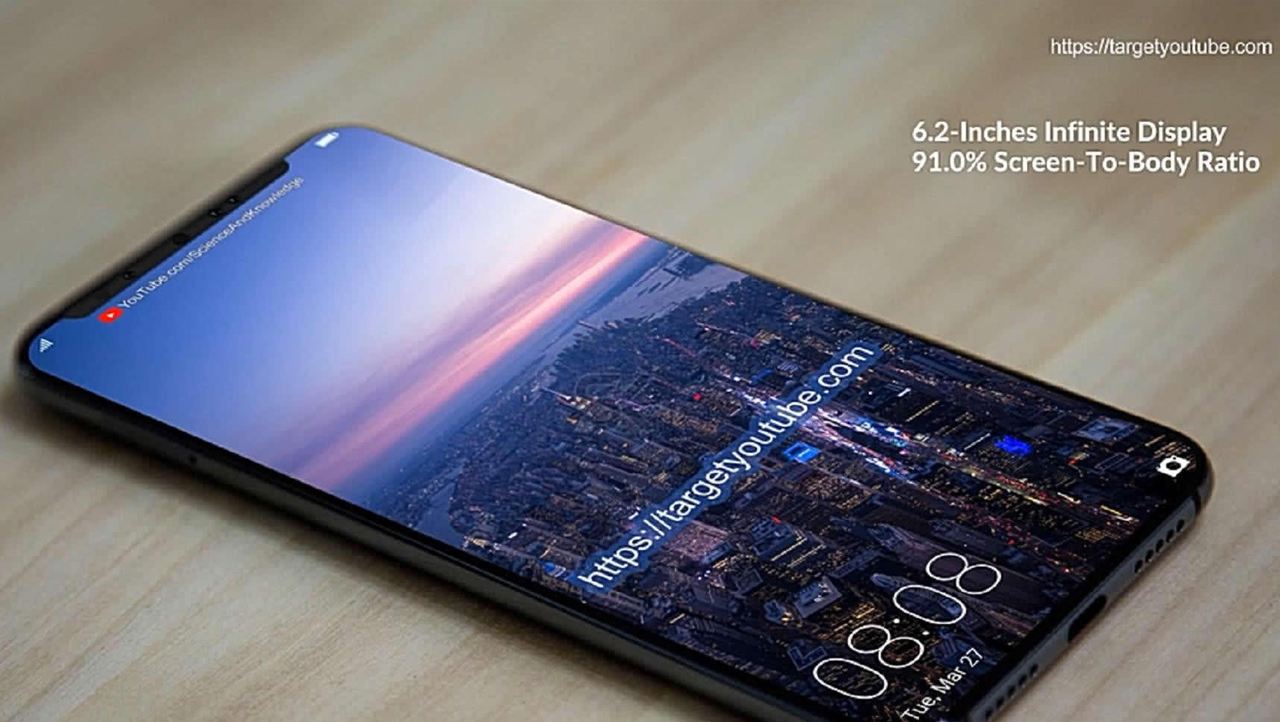 https://targetyoutube.com
6.2-Inches Infinite Display
91.0% Screen-To-Body Ratio
YouTube.com/ScienceAndKnowledge
https://targetyoutube.com
08:08
Tue, Mar 27